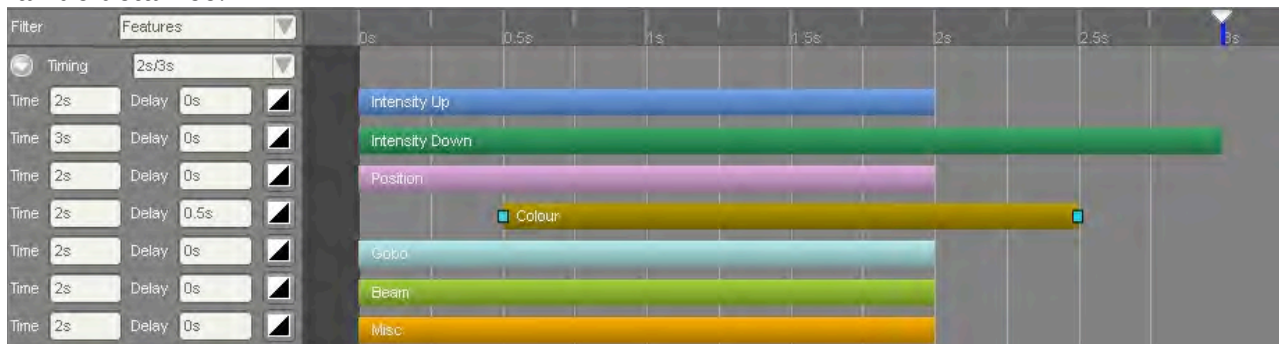 Filter Features 0s 0.5s 1s 1.5s 2s 2.5s 3s
Timing 2s/3s
Time 2s Delay 0s Intensity Up
Time 3s Delay 0s Intensity Down
Time 2s Delay 0s Position
Time 2s Delay 0.5s Colour
Time 2s Delay 0s Gobo
Time 2s Delay 0s Beam
Time 2s Delay 0s Misc